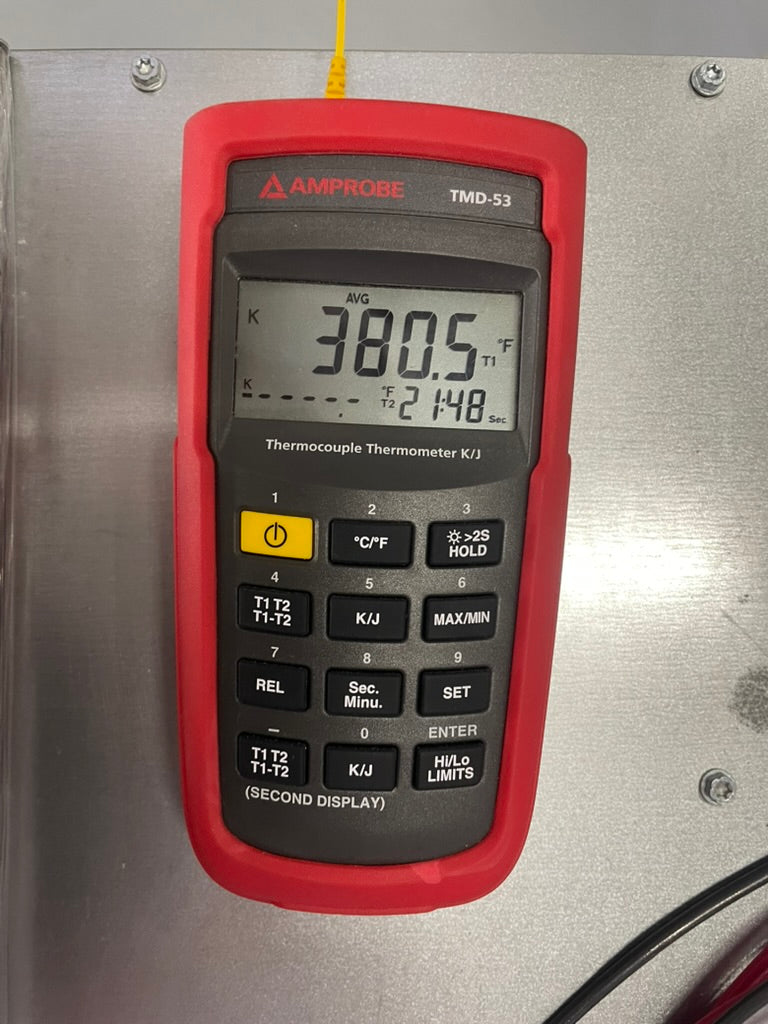 AMPROBE TMD-53
AVG
K 380.5 T1 °F
K
------ . °F T2 21:48 Sec
Thermocouple Thermometer K/J
1 2 3
°C/°F >2S HOLD
4 5 6
T1 T2
T1-T2 K/J MAX/MIN
7 8 9
REL Sec.
Minu. SET
– 0 ENTER
T1 T2
T1-T2 K/J Hi/Lo
LIMITS
(SECOND DISPLAY)